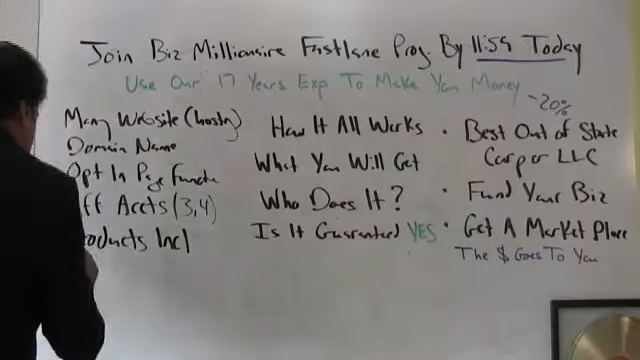 Join Biz Millionaire Fastlane Prog. By 11:59 Today
Use Our 17 Years Exp To Make You Money
Many Website (hostn)
Domain Name
Opt In Page Functn
ff Accts (3,4)
oducts Incl
How It All Works
What You Will Get
Who Does It?
Is It Guaranteed YES
~20%
• Best Out of State
Corp or LLC
• Fund Your Biz
• Get A Market Place
The $ Goes To You